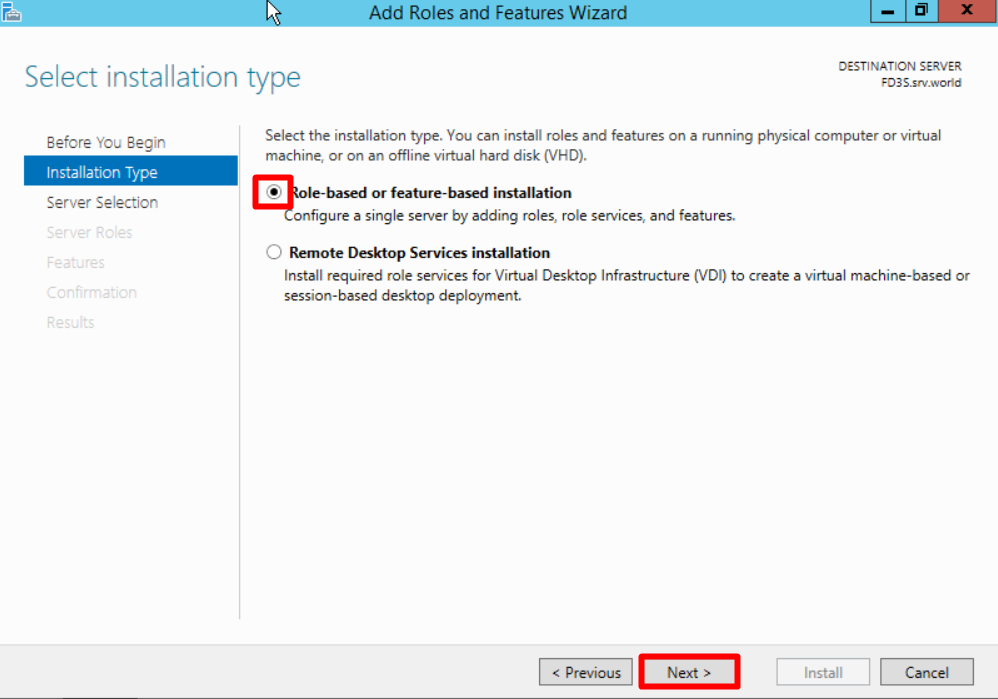 Add Roles and Features Wizard
Select installation type
DESTINATION SERVER
FD3S.srv.world
Before You Begin
Installation Type
Server Selection
Server Roles
Features
Confirmation
Results
Select the installation type. You can install roles and features on a running physical computer or virtual
machine, or on an offline virtual hard disk (VHD).
Role-based or feature-based installation
Configure a single server by adding roles, role services, and features.
Remote Desktop Services installation
Install required role services for Virtual Desktop Infrastructure (VDI) to create a virtual machine-based or
session-based desktop deployment.
< Previous
Next >
Install
Cancel